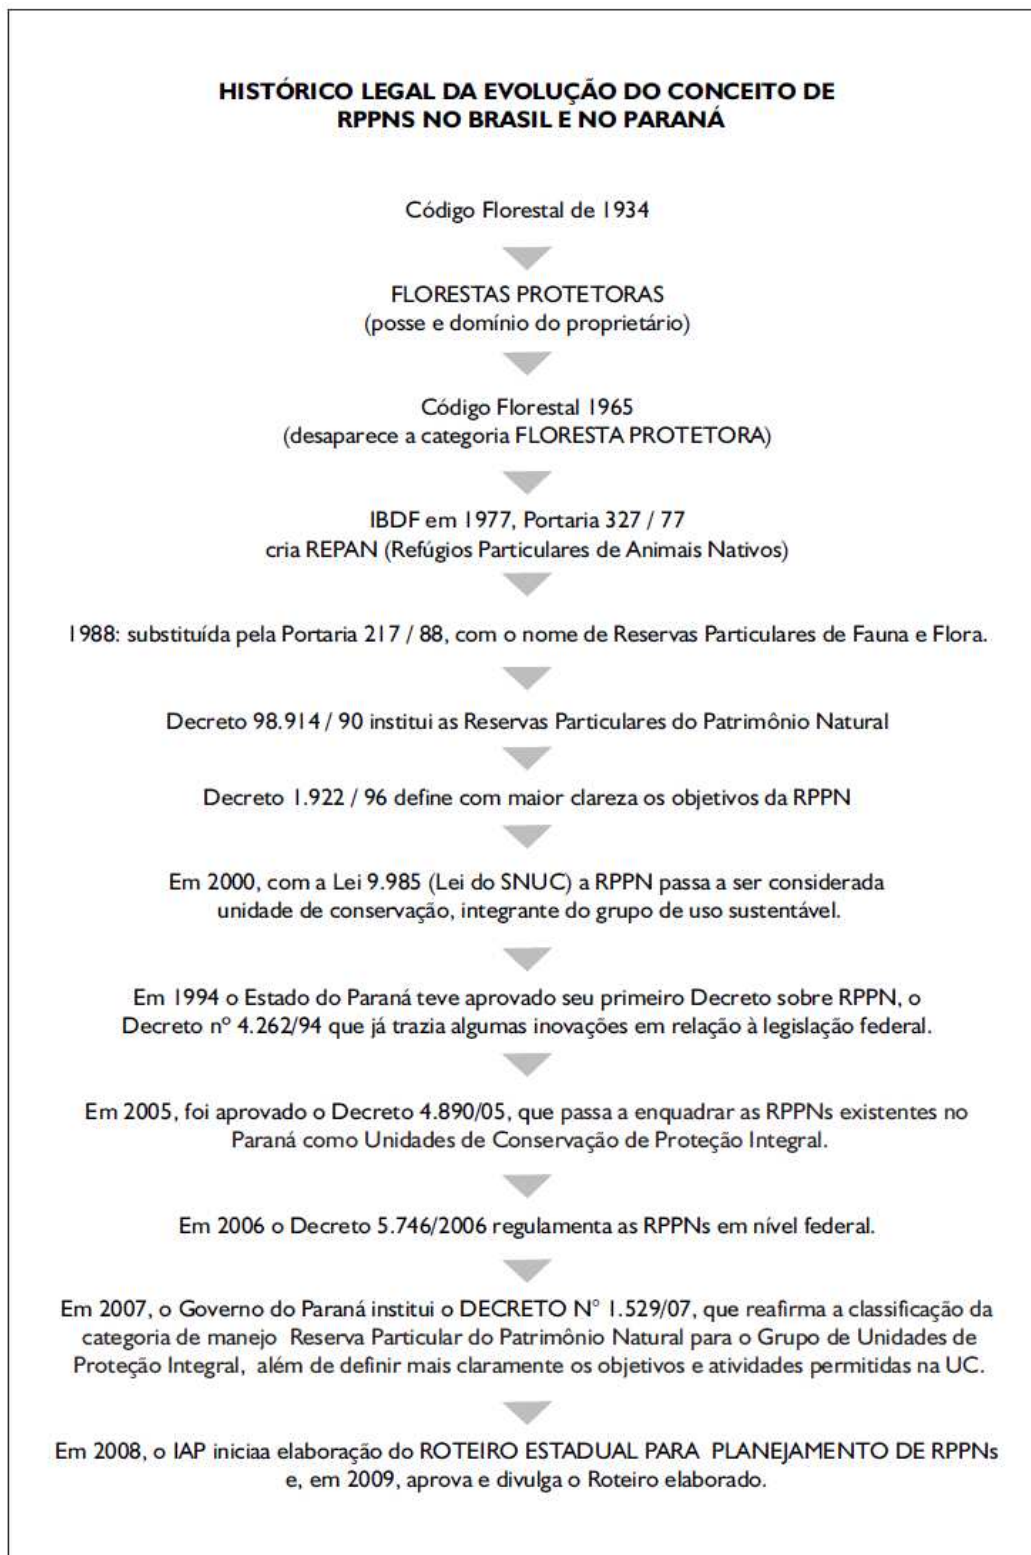 HISTÓRICO LEGAL DA EVOLUÇÃO DO CONCEITO DE
RPPNS NO BRASIL E NO PARANÁ
Código Florestal de 1934
FLORESTAS PROTETORAS
(posse e domínio do proprietário)
Código Florestal 1965
(desaparece a categoria FLORESTA PROTETORA)
IBDF em 1977, Portaria 327 / 77
cria REPAN (Refúgios Particulares de Animais Nativos)
1988: substituída pela Portaria 217 / 88, com o nome de Reservas Particulares de Fauna e Flora.
Decreto 98.914 / 90 institui as Reservas Particulares do Patrimônio Natural
Decreto 1.922 / 96 define com maior clareza os objetivos da RPPN
Em 2000, com a Lei 9.985 (Lei do SNUC) a RPPN passa a ser considerada
unidade de conservação, integrante do grupo de uso sustentável.
Em 1994 o Estado do Paraná teve aprovado seu primeiro Decreto sobre RPPN, o
Decreto nº 4.262/94 que já trazia algumas inovações em relação à legislação federal.
Em 2005, foi aprovado o Decreto 4.890/05, que passa a enquadrar as RPPNs existentes no
Paraná como Unidades de Conservação de Proteção Integral.
Em 2006 o Decreto 5.746/2006 regulamenta as RPPNs em nível federal.
Em 2007, o Governo do Paraná institui o DECRETO N° 1.529/07, que reafirma a classificação da
categoria de manejo Reserva Particular do Patrimônio Natural para o Grupo de Unidades de
Proteção Integral, além de definir mais claramente os objetivos e atividades permitidas na UC.
Em 2008, o IAP iniciaa elaboração do ROTEIRO ESTADUAL PARA PLANEJAMENTO DE RPPNs
e, em 2009, aprova e divulga o Roteiro elaborado.